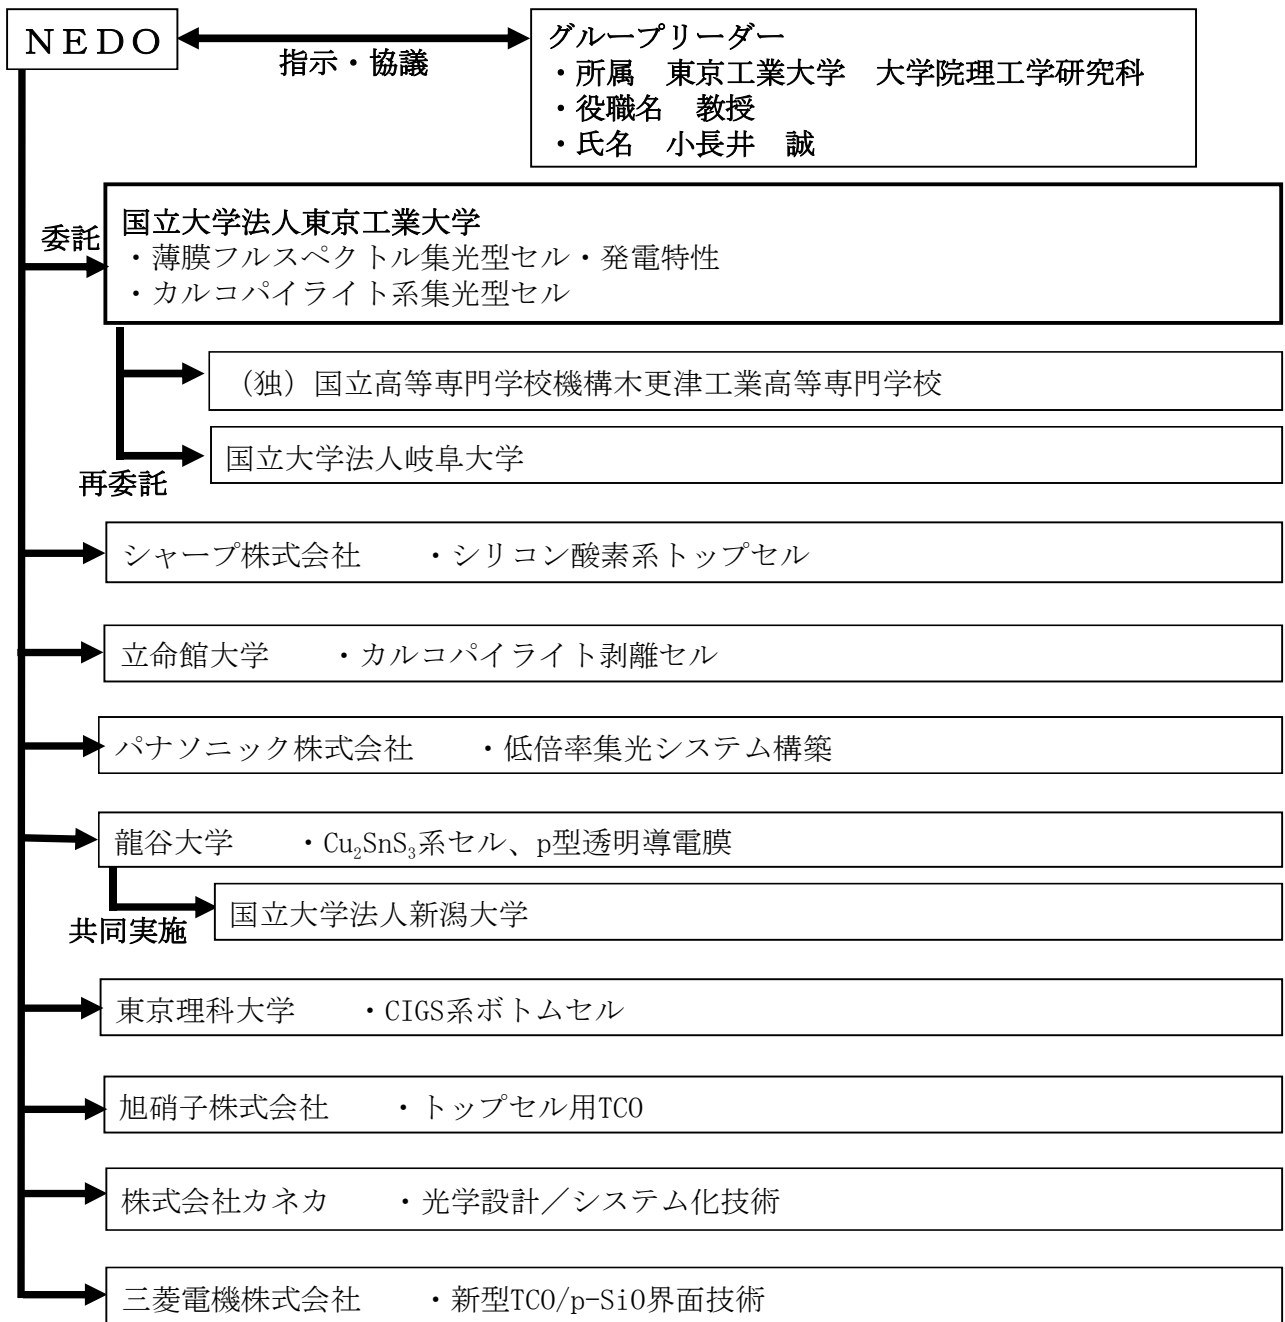 NEDO
指示・協議
グループリーダー
・所属　東京工業大学　大学院理工学研究科
・役職名　教授
・氏名　小長井　誠
委託
国立大学法人東京工業大学
・薄膜フルスペクトル集光型セル・発電特性
・カルコパイライト系集光型セル
（独）国立高等専門学校機構木更津工業高等専門学校
国立大学法人岐阜大学
再委託
シャープ株式会社　　・シリコン酸素系トップセル
立命館大学　　・カルコパイライト剥離セル
パナソニック株式会社　　・低倍率集光システム構築
龍谷大学　　・Cu₂SnS₃系セル、p型透明導電膜
国立大学法人新潟大学
共同実施
東京理科大学　　・CIGS系ボトムセル
旭硝子株式会社　　・トップセル用TCO
株式会社カネカ　　・光学設計／システム化技術
三菱電機株式会社　　・新型TCO/p-SiO界面技術